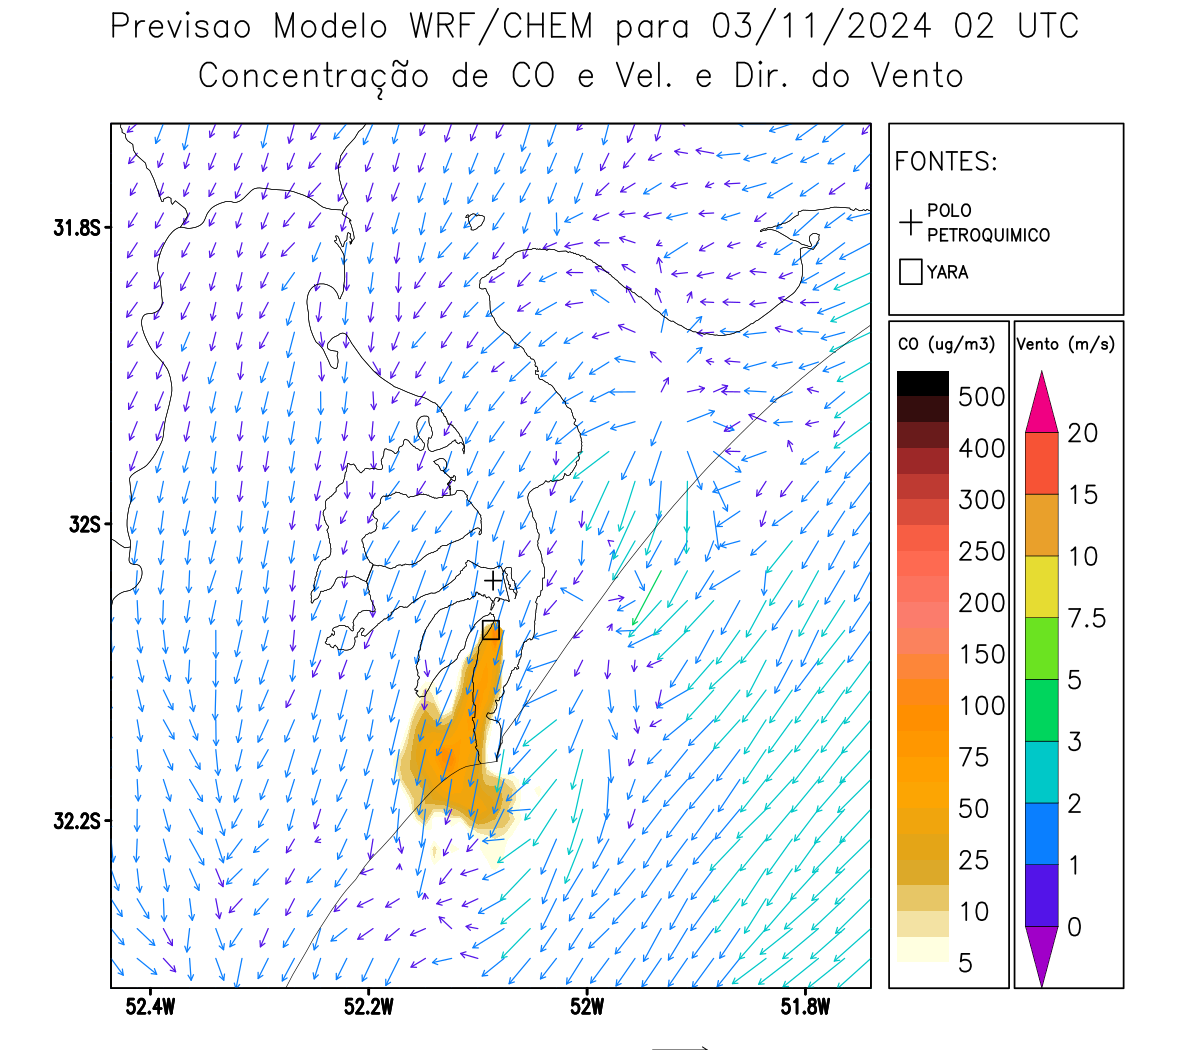 Previsao Modelo WRF/CHEM para 03/11/2024 02 UTC
Concentração de CO e Vel. e Dir. do Vento
FONTES:
POLO
PETROQUIMICO
YARA
CO (ug/m3)
500
400
300
250
200
150
100
75
50
25
10
5
Vento (m/s)
20
15
10
7.5
5
3
2
1
0
31.8S
32S
32.2S
52.4W
52.2W
52W
51.8W